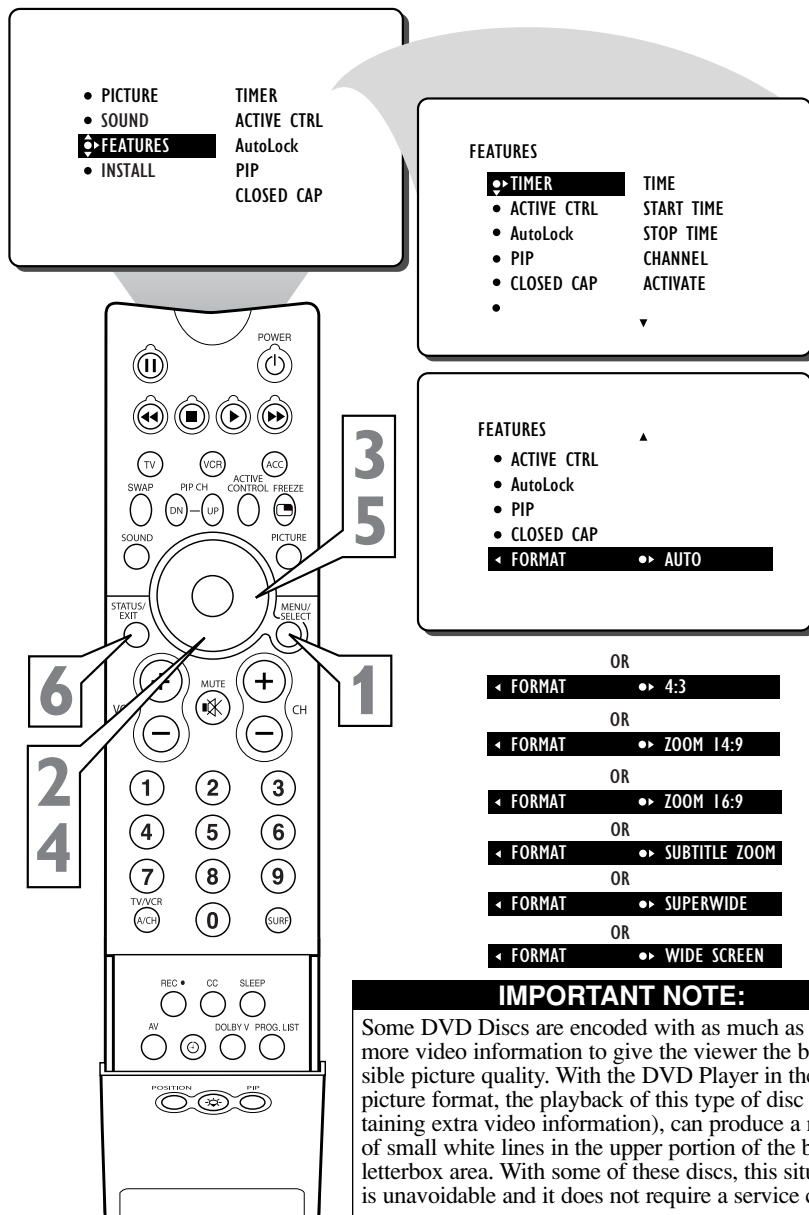 PICTURE TIMER
SOUND ACTIVE CTRL
FEATURES AutoLock
INSTALL PIP
CLOSED CAP
FEATURES
TIMER TIME
ACTIVE CTRL START TIME
AutoLock STOP TIME
PIP CHANNEL
CLOSED CAP ACTIVATE
FEATURES
ACTIVE CTRL
AutoLock
PIP
CLOSED CAP
FORMAT AUTO
OR
FORMAT 4:3
OR
FORMAT ZOOM 14:9
OR
FORMAT ZOOM 16:9
OR
FORMAT SUBTITLE ZOOM
OR
FORMAT SUPERWIDE
OR
FORMAT WIDE SCREEN
POWER
TV VCR ACC
SWAP PIP CH ACTIVE CONTROL FREEZE
DN UP
SOUND PICTURE
STATUS/
EXIT
MENU/
SELECT
3
5
6
1
2
4
MUTE
CH
1 2 3
4 5 6
7 8 9
TV/VCR
A/CH 0 SURF
REC CC SLEEP
AV DOLBY V PROG. LIST
POSITION PIP
IMPORTANT NOTE:
Some DVD Discs are encoded with as much as
more video information to give the viewer the
sible picture quality. With the DVD Player in
picture format, the playback of this type of disc
taining extra video information), can produce a
of small white lines in the upper portion of the
letterbox area. With some of these discs, this
is unavoidable and it does not require a service